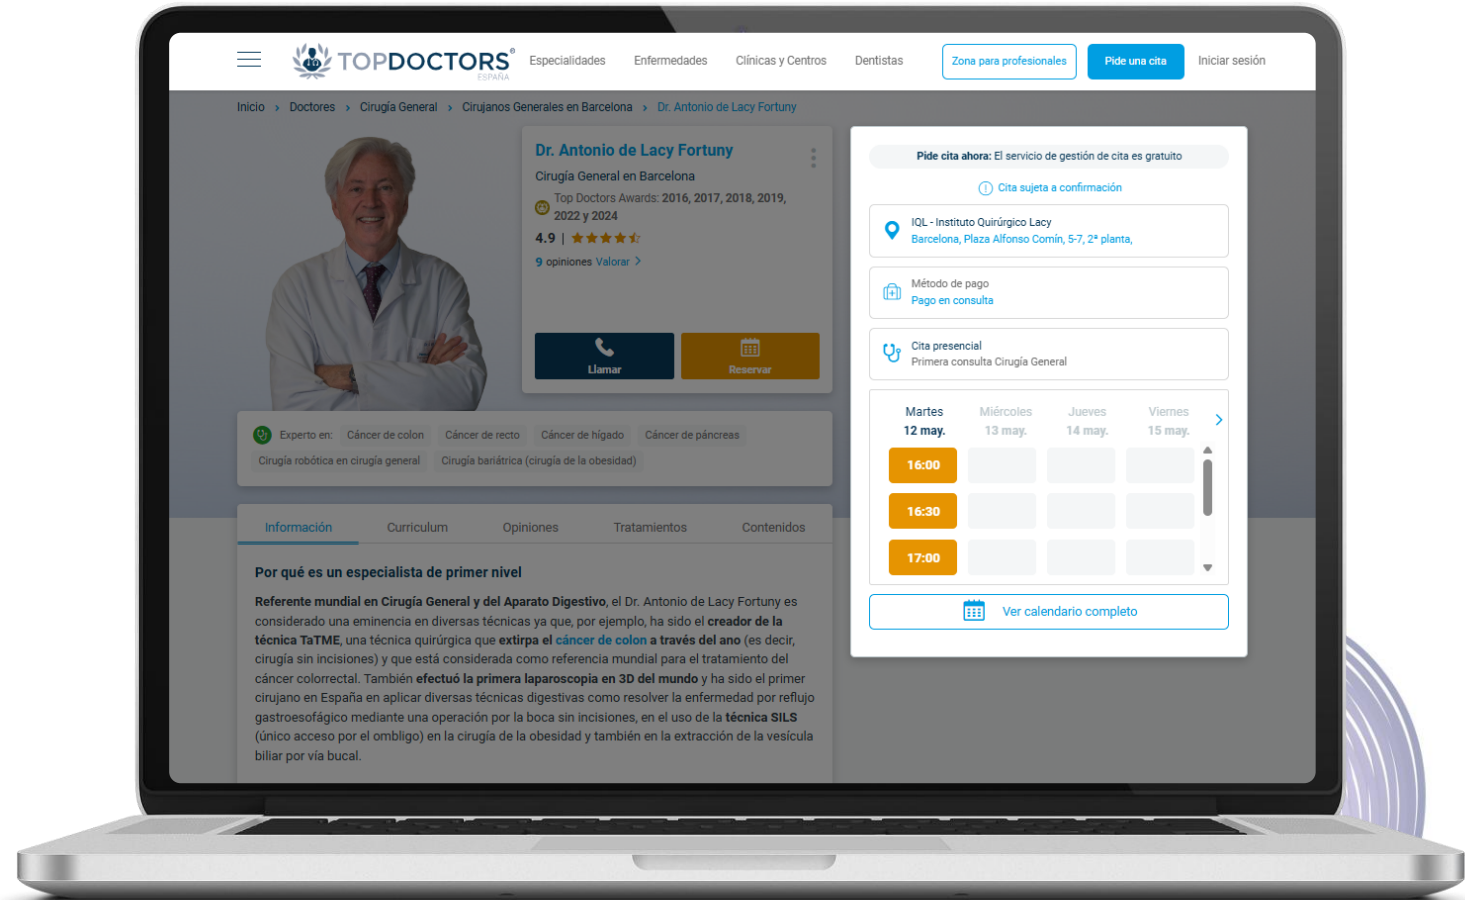 TOPDOCTORS®
ESPAÑA
Especialidades
Enfermedades
Clínicas y Centros
Dentistas
Zona para profesionales
Pide una cita
Iniciar sesión
Inicio > Doctores > Cirugía General > Cirujanos Generales en Barcelona > Dr. Antonio de Lacy Fortuny
Dr. Antonio de Lacy Fortuny
Cirugía General en Barcelona
Top Doctors Awards: 2016, 2017, 2018, 2019,
2022 y 2024
4.9 |
9 opiniones Valorar >
Llamar
Reservar
Experto en: Cáncer de colon Cáncer de recto Cáncer de hígado Cáncer de páncreas
Cirugía robótica en cirugía general Cirugía bariátrica (cirugía de la obesidad)
Información
Curriculum
Opiniones
Tratamientos
Contenidos
Por qué es un especialista de primer nivel
Referente mundial en Cirugía General y del Aparato Digestivo, el Dr. Antonio de Lacy Fortuny es
considerado una eminencia en diversas técnicas ya que, por ejemplo, ha sido el creador de la
técnica TaTME, una técnica quirúrgica que extirpa el cáncer de colon a través del ano (es decir,
cirugía sin incisiones) y que está considerada como referencia mundial para el tratamiento del
cáncer colorrectal. También efectuó la primera laparoscopia en 3D del mundo y ha sido el primer
cirujano en España en aplicar diversas técnicas digestivas como resolver la enfermedad por reflujo
gastroesofágico mediante una operación por la boca sin incisiones, en el uso de la técnica SILS
(único acceso por el ombligo) en la cirugía de la obesidad y también en la extracción de la vesícula
biliar por vía bucal.
Pide cita ahora: El servicio de gestión de cita es gratuito
Cita sujeta a confirmación
IQL - Instituto Quirúrgico Lacy
Barcelona, Plaza Alfonso Comín, 5-7, 2ª planta,
Método de pago
Pago en consulta
Cita presencial
Primera consulta Cirugía General
Martes Miércoles Jueves Viernes
12 may. 13 may. 14 may. 15 may.
16:00
16:30
17:00
Ver calendario completo